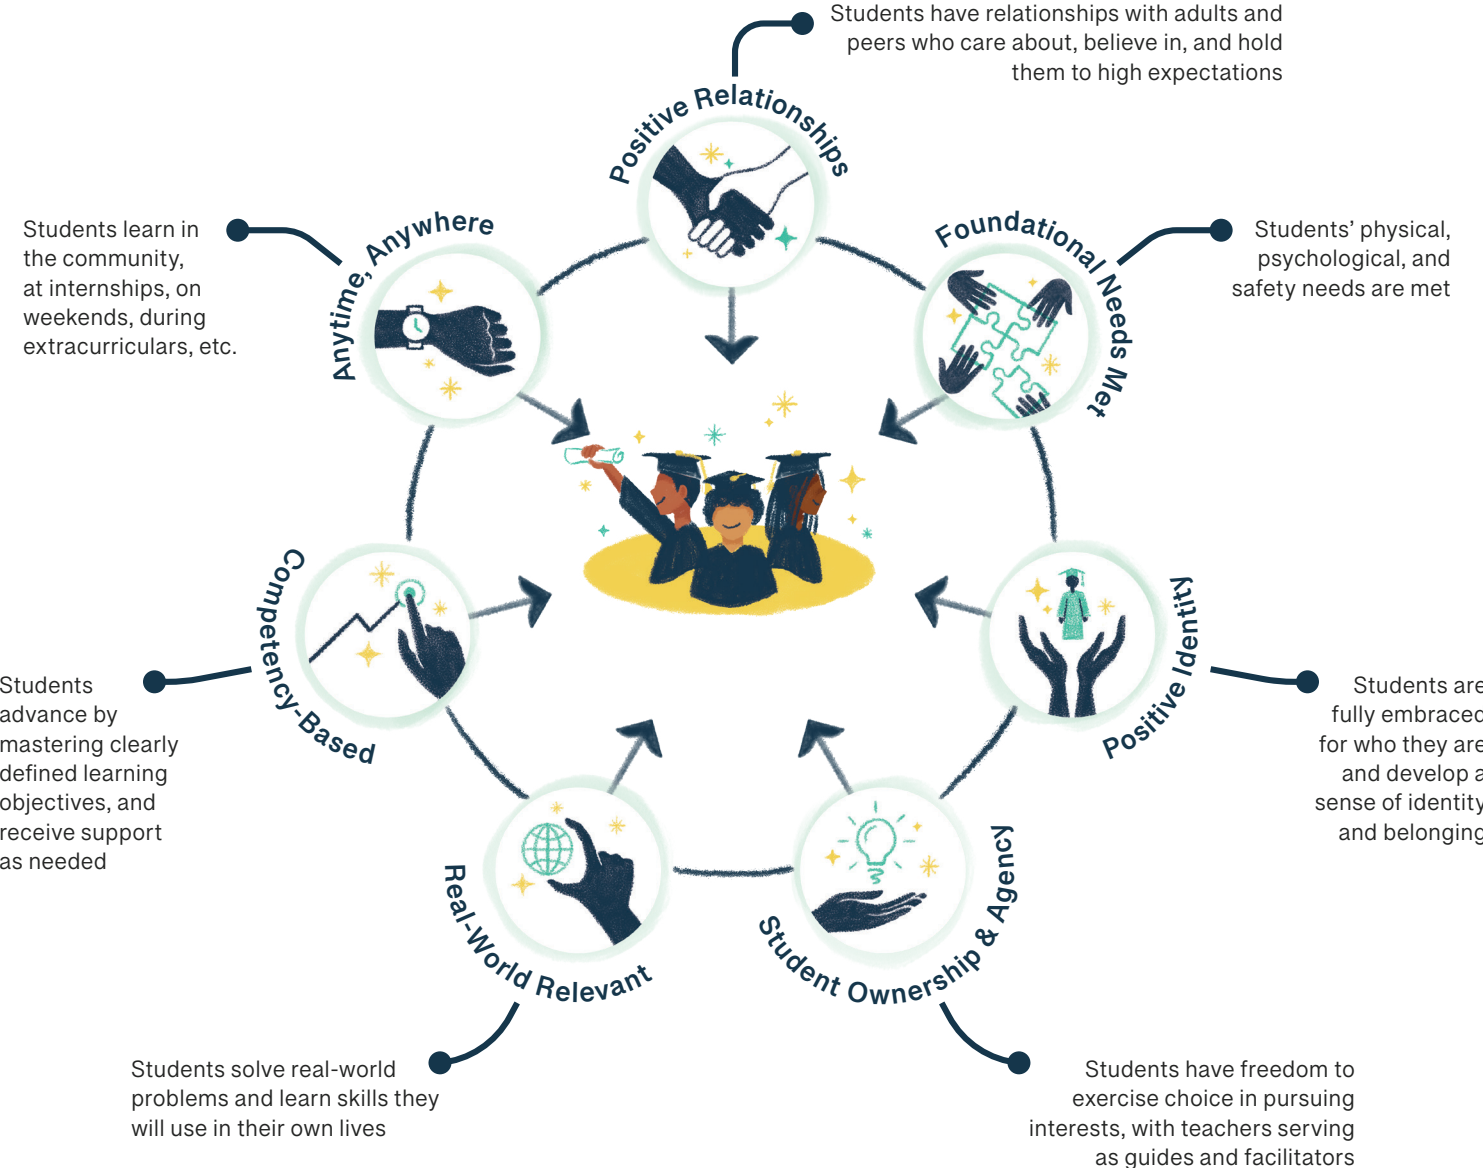 Students have relationships with adults and
peers who care about, believe in, and hold
them to high expectations
Positive Relationships
Foundational Needs Met
Students’ physical,
psychological, and
safety needs are met
Positive Identity
Students are
fully embraced
for who they are
and develop a
sense of identity
and belonging
Student Ownership & Agency
Students have freedom to
exercise choice in pursuing
interests, with teachers serving
as guides and facilitators
Real-World Relevant
Students solve real-world
problems and learn skills they
will use in their own lives
Competency-Based
Students
advance by
mastering clearly
defined learning
objectives, and
receive support
as needed
Anytime, Anywhere
Students learn in
the community,
at internships, on
weekends, during
extracurriculars, etc.